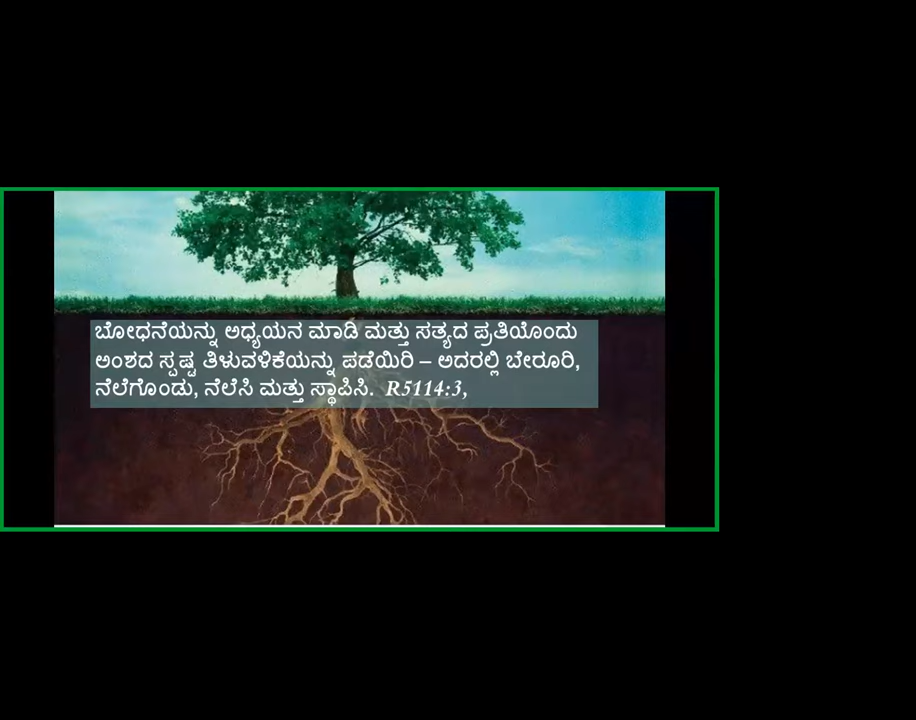 ಬೋಧನೆಯನ್ನು ಅಧ್ಯಯನ ಮಾಡಿ ಮತ್ತು ಸತ್ಯದ ಪ್ರತಿಯೊಂದು
ಅಂಶದ ಸ್ಪಷ್ಟ ತಿಳುವಳಿಕೆಯನ್ನು ಪಡೆಯಿರಿ – ಅದರಲ್ಲಿ ಬೇರೂರಿ,
ನೆಲೆಗೊಂಡು, ನೆಲೆಸಿ ಮತ್ತು ಸ್ಥಾಪಿಸಿ. R5114:3,